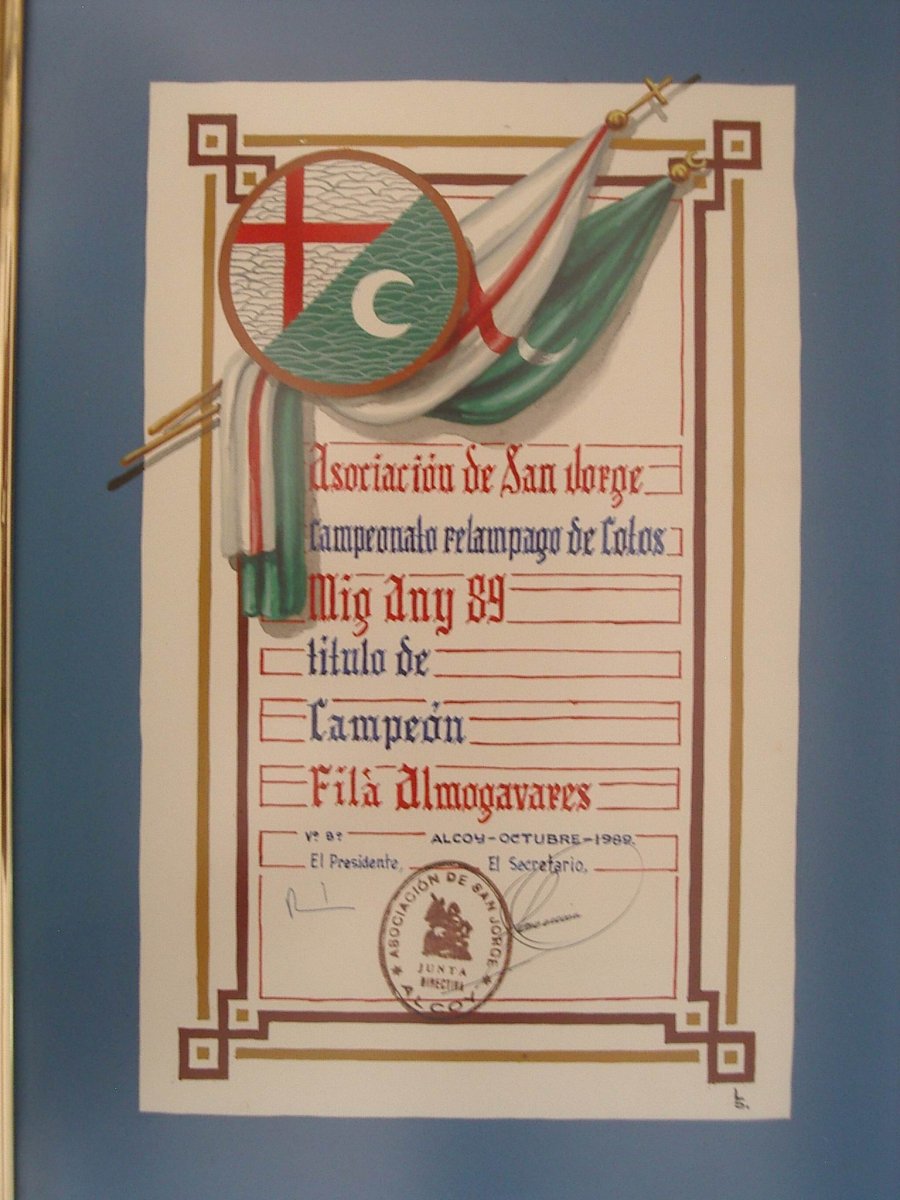 Asociación de San Jorge
Campeonato relampago de Cotos
Mig Any 89
titulo de
Campeón
Filà Almogavares
Vº Bº
ALCOY-OCTUBRE-1989.
El Presidente,
El Secretario,
ASOCIACIÓN DE SAN JORGE
JUNTA
DIRECTIVA
ALCOY
L
S.